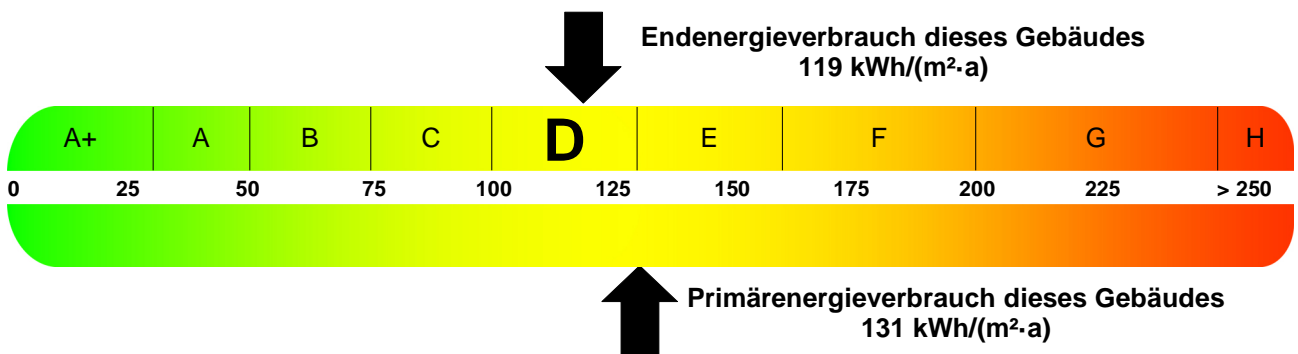 Endenergieverbrauch dieses Gebäudes
119 kWh/(m²·a)
A+ A B C D E F G H
0 25 50 75 100 125 150 175 200 225 > 250
Primärenergieverbrauch dieses Gebäudes
131 kWh/(m²·a)